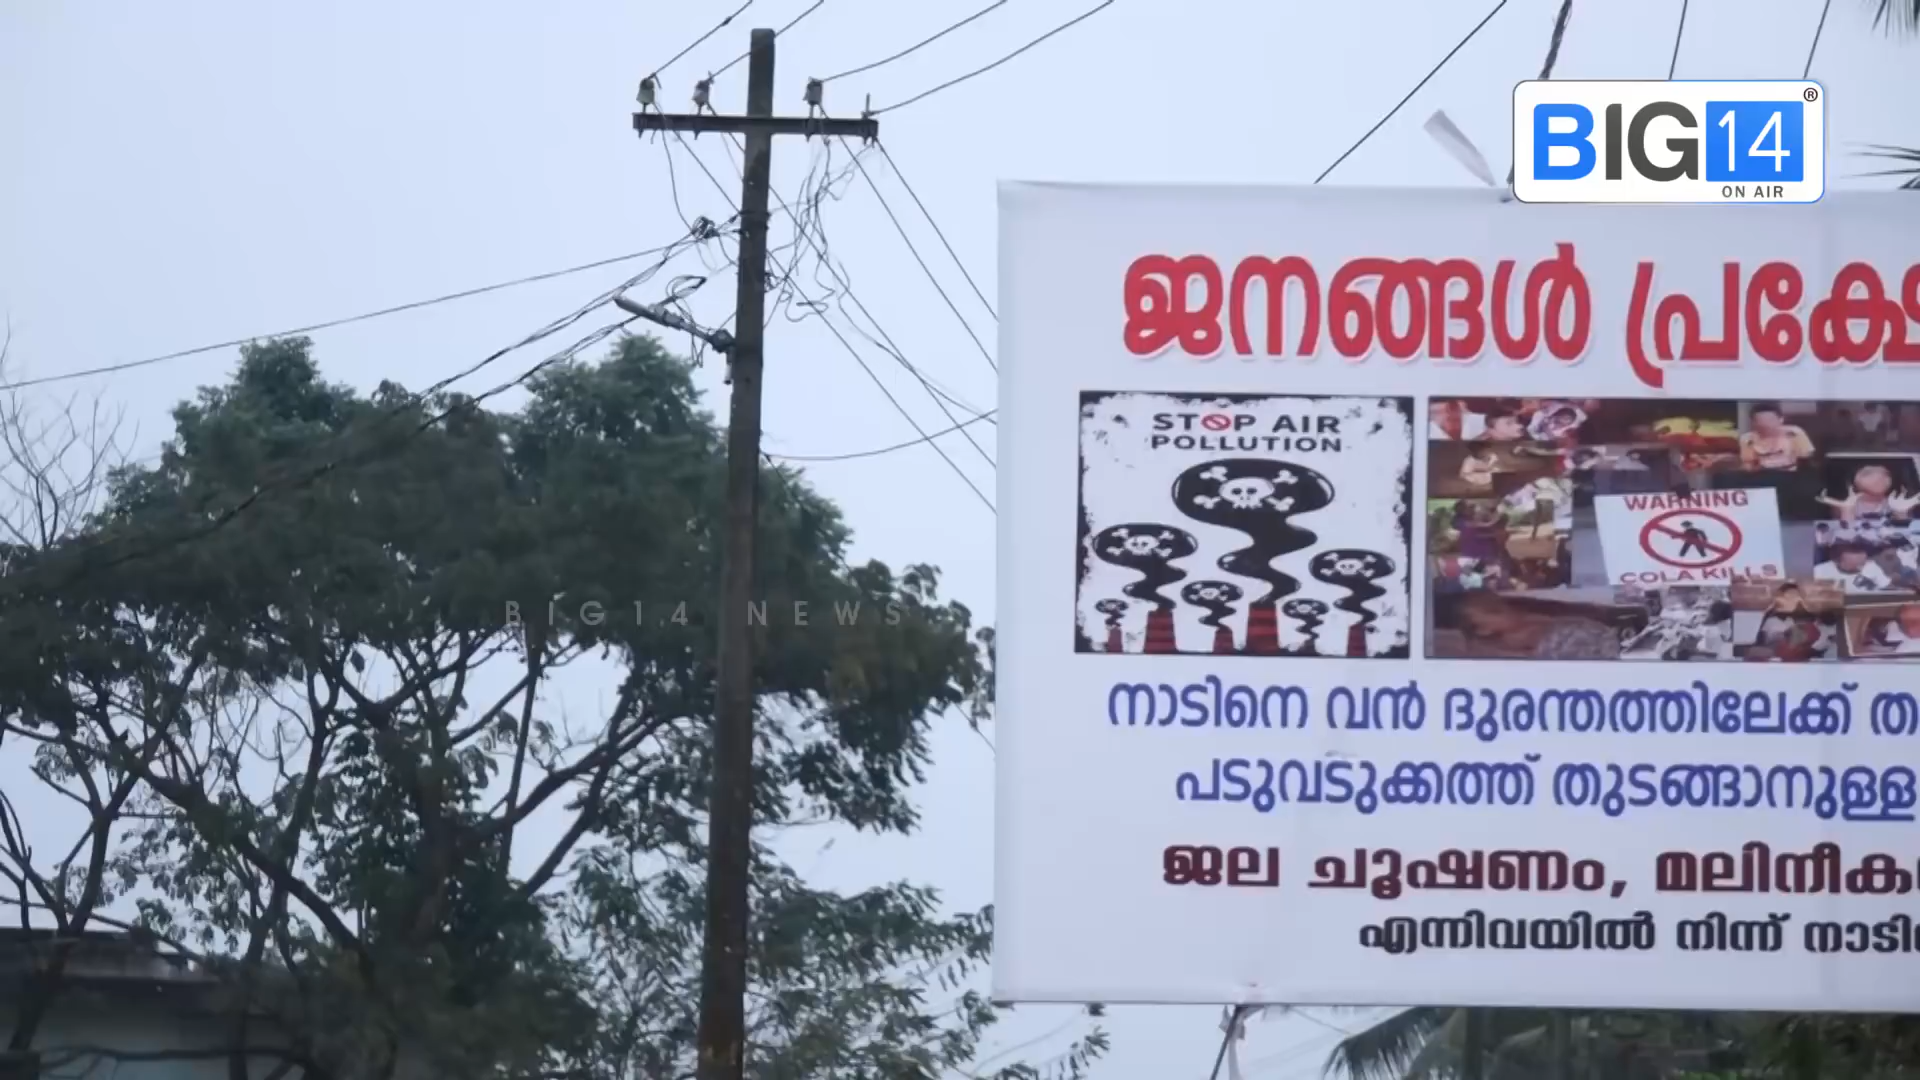 BIG14®
ON AIR
ജനങ്ങൾ പ്രക്ഷേ
STOP AIR
POLLUTION
WARNING
COLA KILLS
BIG14 NEWS
നാടിനെ വൻ ദുരന്തത്തിലേക്ക് ത
പടുവടുക്കത്ത് തുടങ്ങാനുള്ള
ജല ചൂഷണം, മലിനീക
എന്നിവയിൽ നിന്ന് നാടി